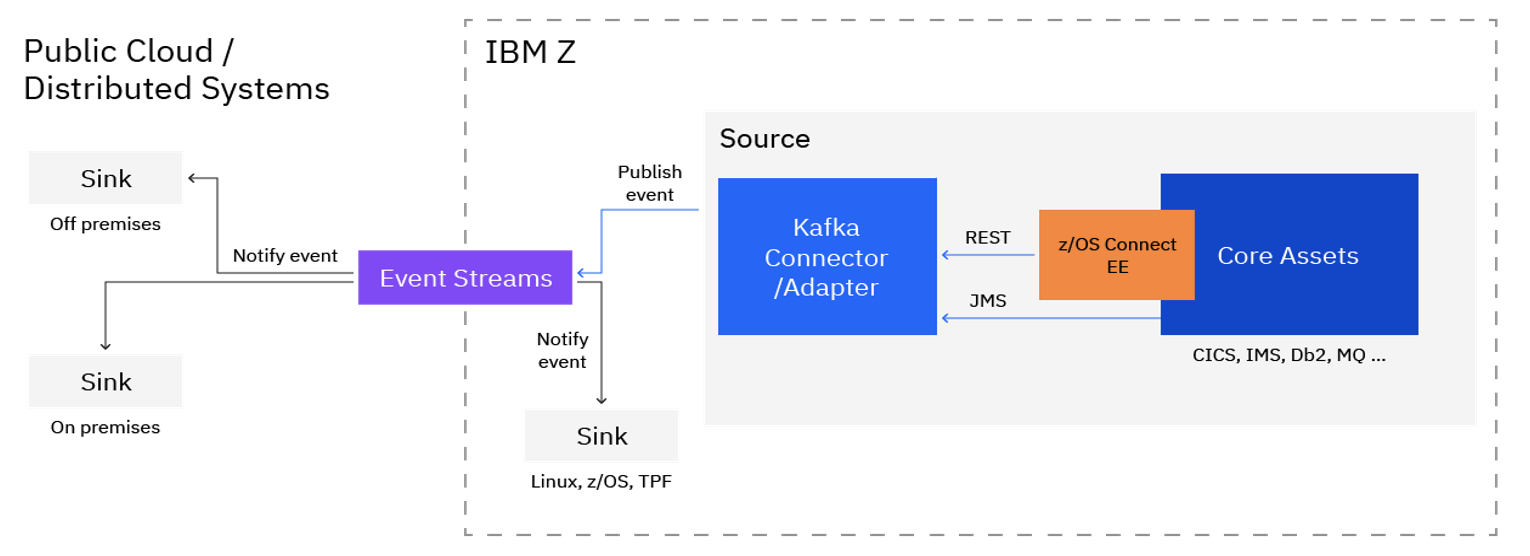 Public Cloud /
Distributed Systems
IBM Z
Source
Sink
Off premises
Notify event
Sink
On premises
Event Streams
Publish
event
Notify
event
Sink
Linux, z/OS, TPF
Kafka
Connector
/Adapter
REST
JMS
z/OS Connect
EE
Core Assets
CICS, IMS, Db2, MQ ...